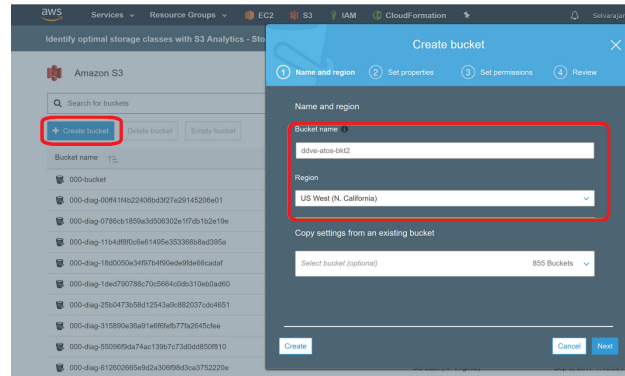 aws Services Resource Groups EC2 S3 IAM CloudFormation Selvarajan
Identify optimal storage classes with S3 Analytics - Sto
Create bucket
Amazon S3
1 Name and region 2 Set properties 3 Set permissions 4 Review
Search for buckets
Name and region
+ Create bucket Delete bucket Empty bucket
Bucket name
ddve-atos-bkt2
Bucket name
Region
000-bucket
US West (N. California)
000-diag-00ff41f4b22406bd3f27e29145206e01
000-diag-0786cb1859a3d506302e1f7db1b2e19e
Copy settings from an existing bucket
000-diag-11b4df8f0c6e61495e353366b8ad395a
Select bucket (optional) 855 Buckets
000-diag-18d0050e34f97b4f90ede9fde66cadaf
000-diag-1ded790788c70c5664c0db319eb0ad60
000-diag-25b0473b58d12543a9c882037cdc4651
000-diag-315890e36a91e6f6fefb77fa2645cfee
000-diag-55096f9da74ac139b7c73d0dd850f810
Create Cancel Next
000-diag-612602665e9d2a306f98d3ca3752220e